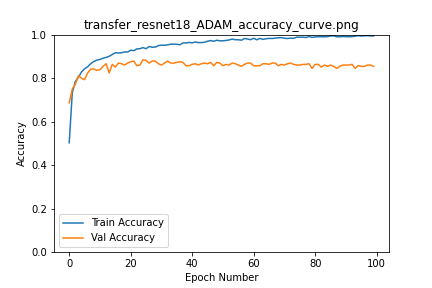 transfer_resnet18_ADAM_accuracy_curve.png
1.0
0.8
0.6
0.4
0.2
0.0
Accuracy
Train Accuracy
Val Accuracy
0 20 40 60 80 100
Epoch Number